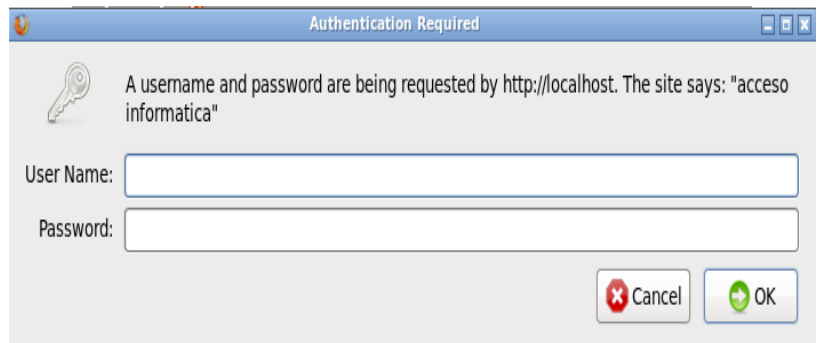 Authentication Required
A username and password are being requested by http://localhost. The site says: "acceso
informatica"
User Name:
Password:
Cancel
OK